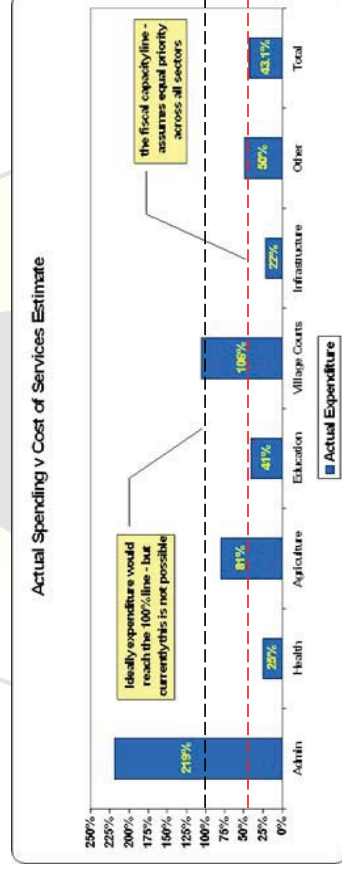 Actual Spending v Cost of Services Estimate
250%
225%
200%
175%
150%
125%
100%
75%
50%
25%
0%
Ideally expenditure would
reach the 100% line - but
currently this is not possible
the fiscal capacity line -
assumes equal priority
across all sectors
219%
25%
81%
41%
106%
22%
50%
43.1%
Admin
Health
Agriculture
Education
Village Courts
Infrastructure
Other
Total
Actual Expenditure